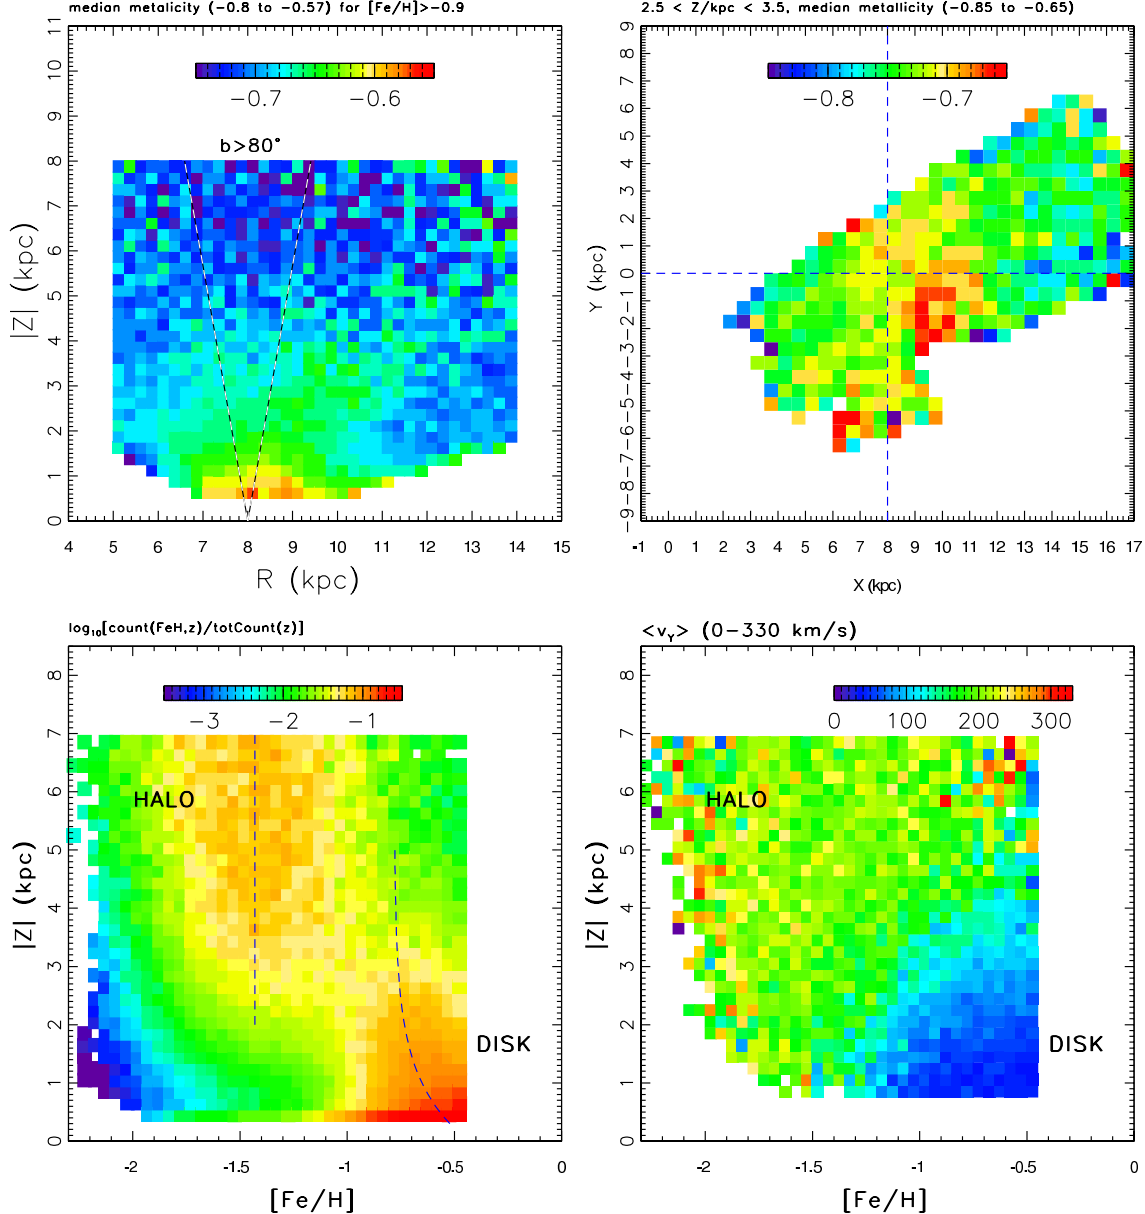 median metalicity (−0.8 to −0.57) for [Fe/H]>−0.9
11
10
9
8
7
6
5
4
3
2
1
0
|Z| (kpc)
−0.7 −0.6
b>80°
4 5 6 7 8 9 10 11 12 13 14 15
R (kpc)
2.5 < Z/kpc < 3.5, median metallicity (−0.85 to −0.65)
9
8
7
6
5
4
3
2
1
0
−1
−2
−3
−4
−5
−6
−7
−8
−9
Y (kpc)
−0.8 −0.7
-1 0 1 2 3 4 5 6 7 8 9 10 11 12 13 14 15 16 17
X (kpc)
log₁₀[count(FeH,z)/totCount(z)]
8
7
6
5
4
3
2
1
0
|Z| (kpc)
−3 −2 −1
HALO
DISK
-2 -1.5 -1 -0.5 0
[Fe/H]
<v_Y> (0−330 km/s)
8
7
6
5
4
3
2
1
0
|Z| (kpc)
0 100 200 300
HALO
DISK
-2 -1.5 -1 -0.5 0
[Fe/H]